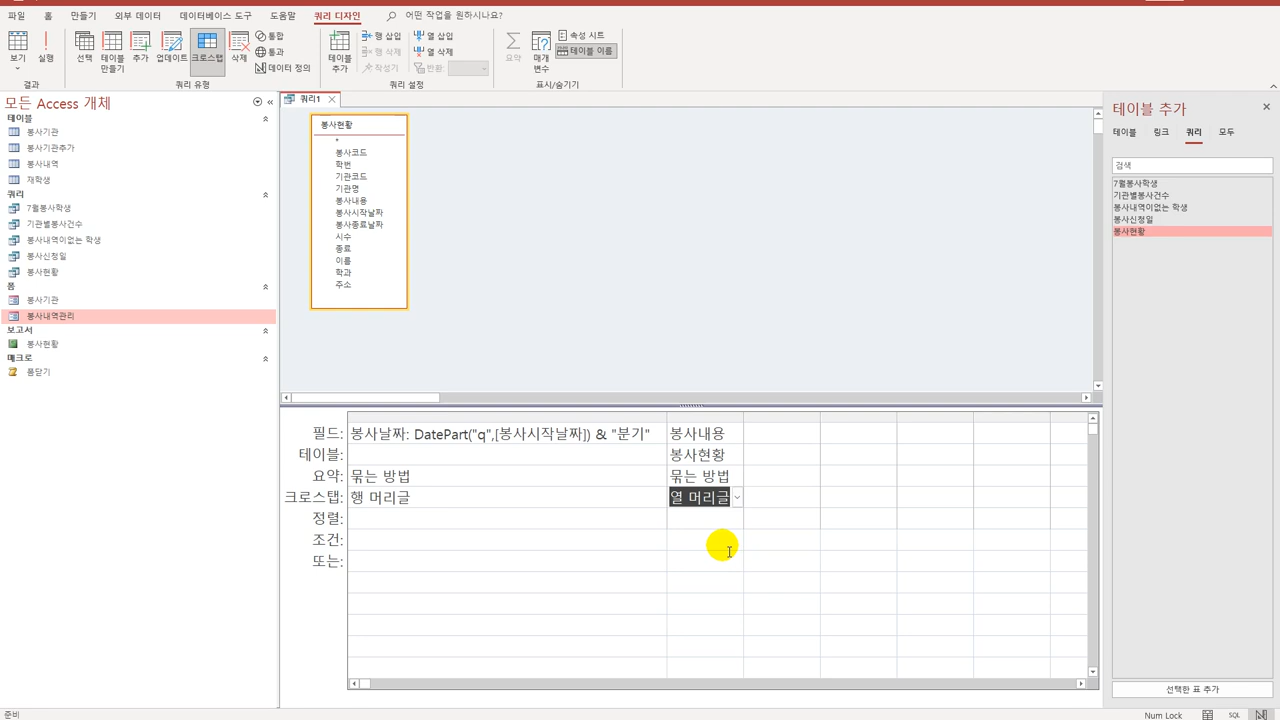 파일 홈 만들기 외부 데이터 데이터베이스 도구 도움말 쿼리 디자인 어떤 작업을 원하시나요?
보기 실행 선택 테이블 만들기 추가 업데이트 크로스탭 삭제 통합 통과 데이터 정의 테이블 추가 행 삽입 행 삭제 작성기 열 삽입 열 삭제 반환: 요약 매개 변수 속성 시트 테이블 이름
결과 쿼리 유형 쿼리 설정 표시/숨기기
모든 Access 개체
테이블
봉사기관
봉사기관추가
봉사내역
재학생
쿼리
7월봉사학생
기관별봉사건수
봉사내역이없는 학생
봉사신청일
봉사현황
폼
봉사기관
봉사내역관리
보고서
봉사현황
매크로
폼닫기
쿼리1
봉사현황
*
봉사코드
학번
기관코드
기관명
봉사내용
봉사시작날짜
봉사종료날짜
시수
종료
이름
학과
주소
필드: 봉사날짜: DatePart("q",[봉사시작날짜]) & "분기" 봉사내용
테이블: 봉사현황
요약: 묶는 방법 묶는 방법
크로스탭: 행 머리글 열 머리글
정렬:
조건:
또는:
테이블 추가
테이블 링크 쿼리 모두
검색
7월봉사학생
기관별봉사건수
봉사내역이없는 학생
봉사신청일
봉사현황
선택한 표 추가
준비 Num Lock SQL